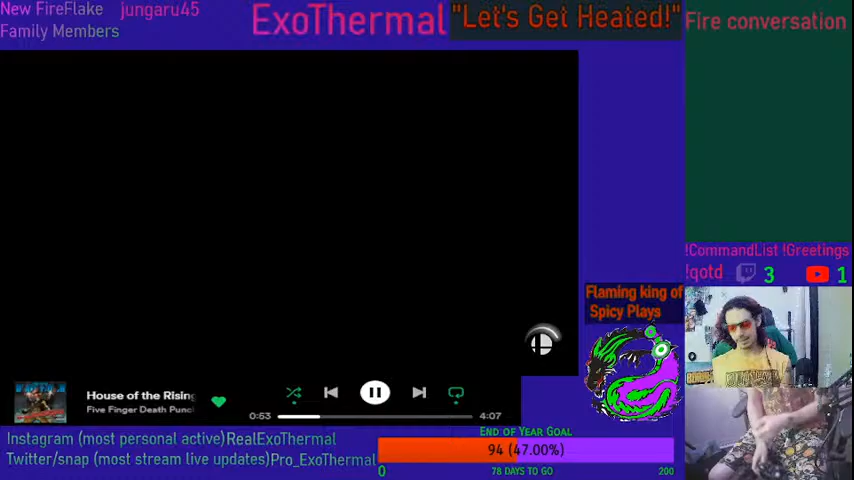 New FireFlake jungaru45
Family Members
ExoThermal "Let's Get Heated!"
Fire conversation
!CommandList !Greetings
!qotd 3 1
Flaming king of
Spicy Plays
House of the Rising
Five Finger Death Punch
0:53 4:07
Instagram (most personal active)RealExoThermal
Twitter/snap (most stream live updates)Pro_ExoThermal
End of Year Goal
94 (47.00%)
0 78 DAYS TO GO 200